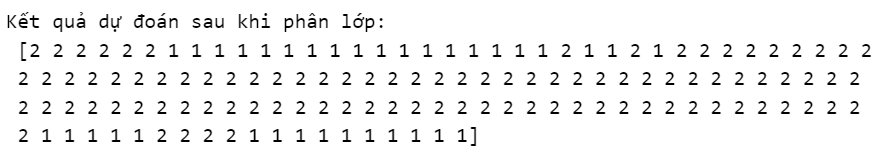 Kết quả dự đoán sau khi phân lớp:
[2 2 2 2 2 2 1 1 1 1 1 1 1 1 1 1 1 1 1 1 1 1 1 2 1 1 2 1 2 2 2 2 2 2 2 2 2
2 2 2 2 2 2 2 2 2 2 2 2 2 2 2 2 2 2 2 2 2 2 2 2 2 2 2 2 2 2 2 2 2 2 2 2 2
2 2 2 2 2 2 2 2 2 2 2 2 2 2 2 2 2 2 2 2 2 2 2 2 2 2 2 2 2 2 2 2 2 2 2 2 2
2 1 1 1 1 1 2 2 2 2 1 1 1 1 1 1 1 1 1 1]